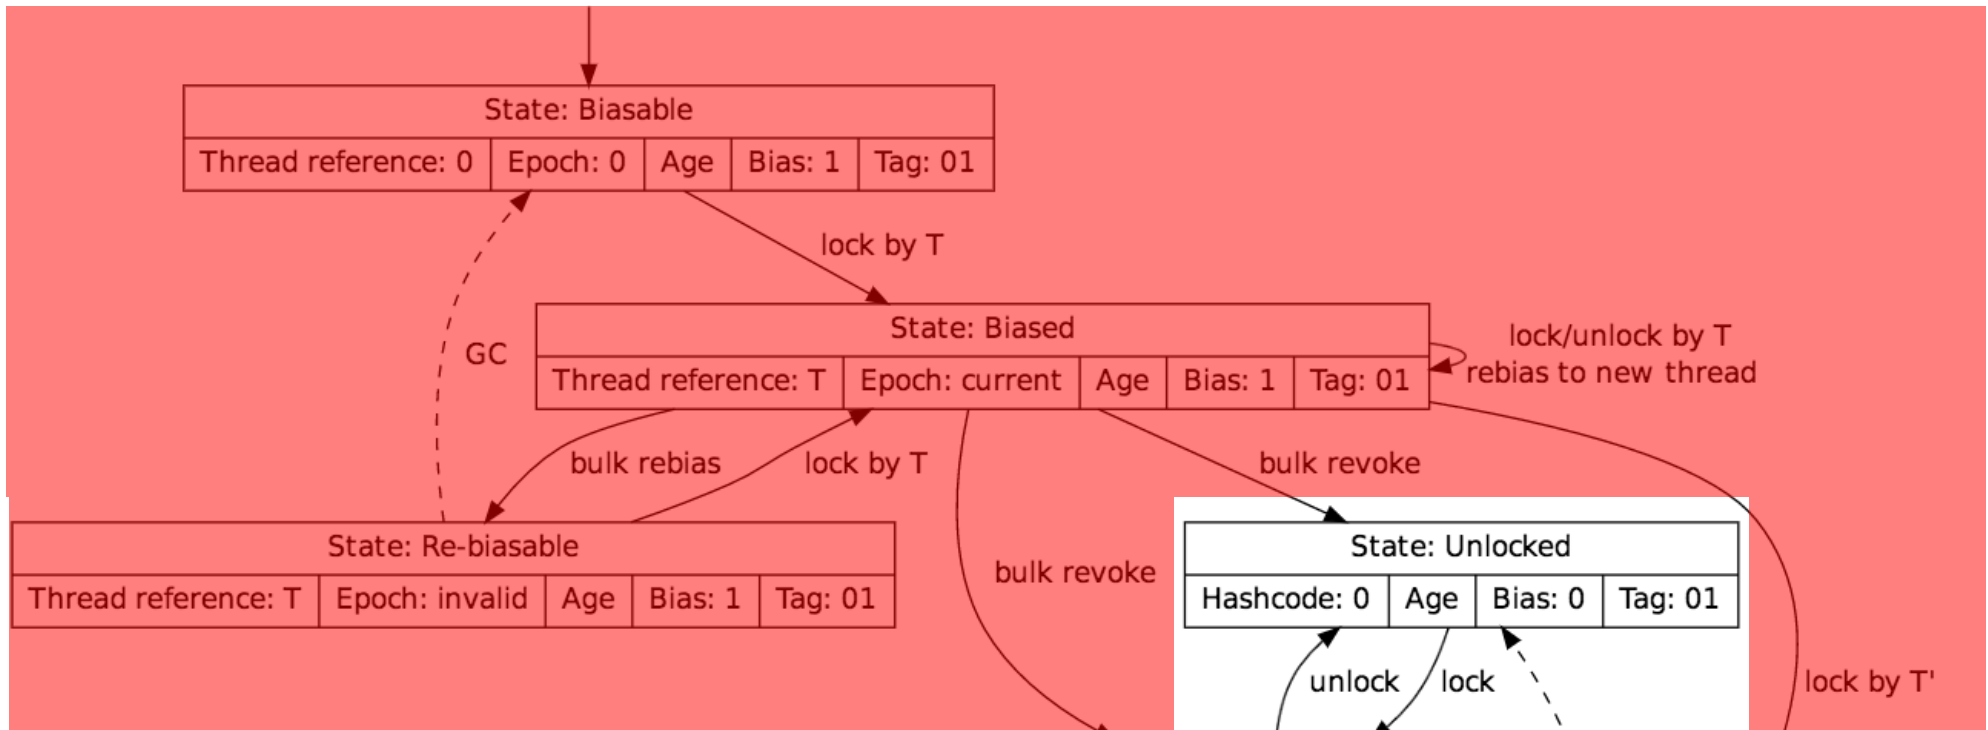 State: Biasable
Thread reference: 0 Epoch: 0 Age Bias: 1 Tag: 01
lock by T
State: Biased
Thread reference: T Epoch: current Age Bias: 1 Tag: 01
lock/unlock by T
rebias to new thread
GC
bulk rebias
lock by T
bulk revoke
State: Re-biasable
Thread reference: T Epoch: invalid Age Bias: 1 Tag: 01
bulk revoke
State: Unlocked
Hashcode: 0 Age Bias: 0 Tag: 01
unlock
lock
lock by T'